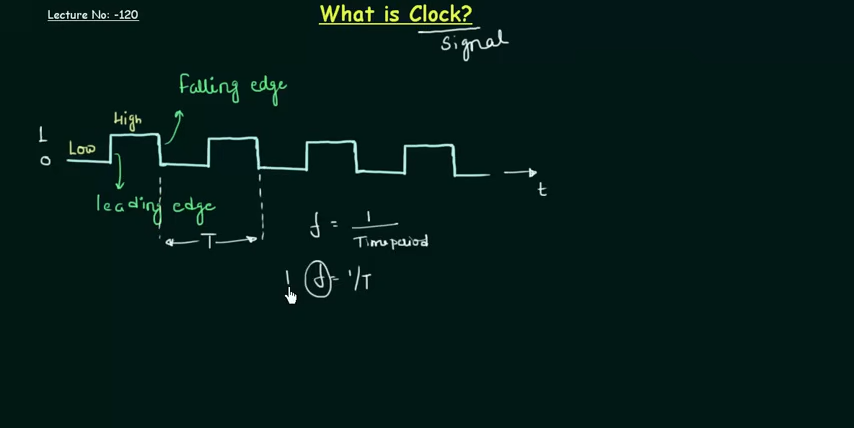 Lecture No: -120
What is Clock?
Signal
Falling edge
High
1
Low
0
leading edge
t
T
f = 1/Time period
1 f = 1/T